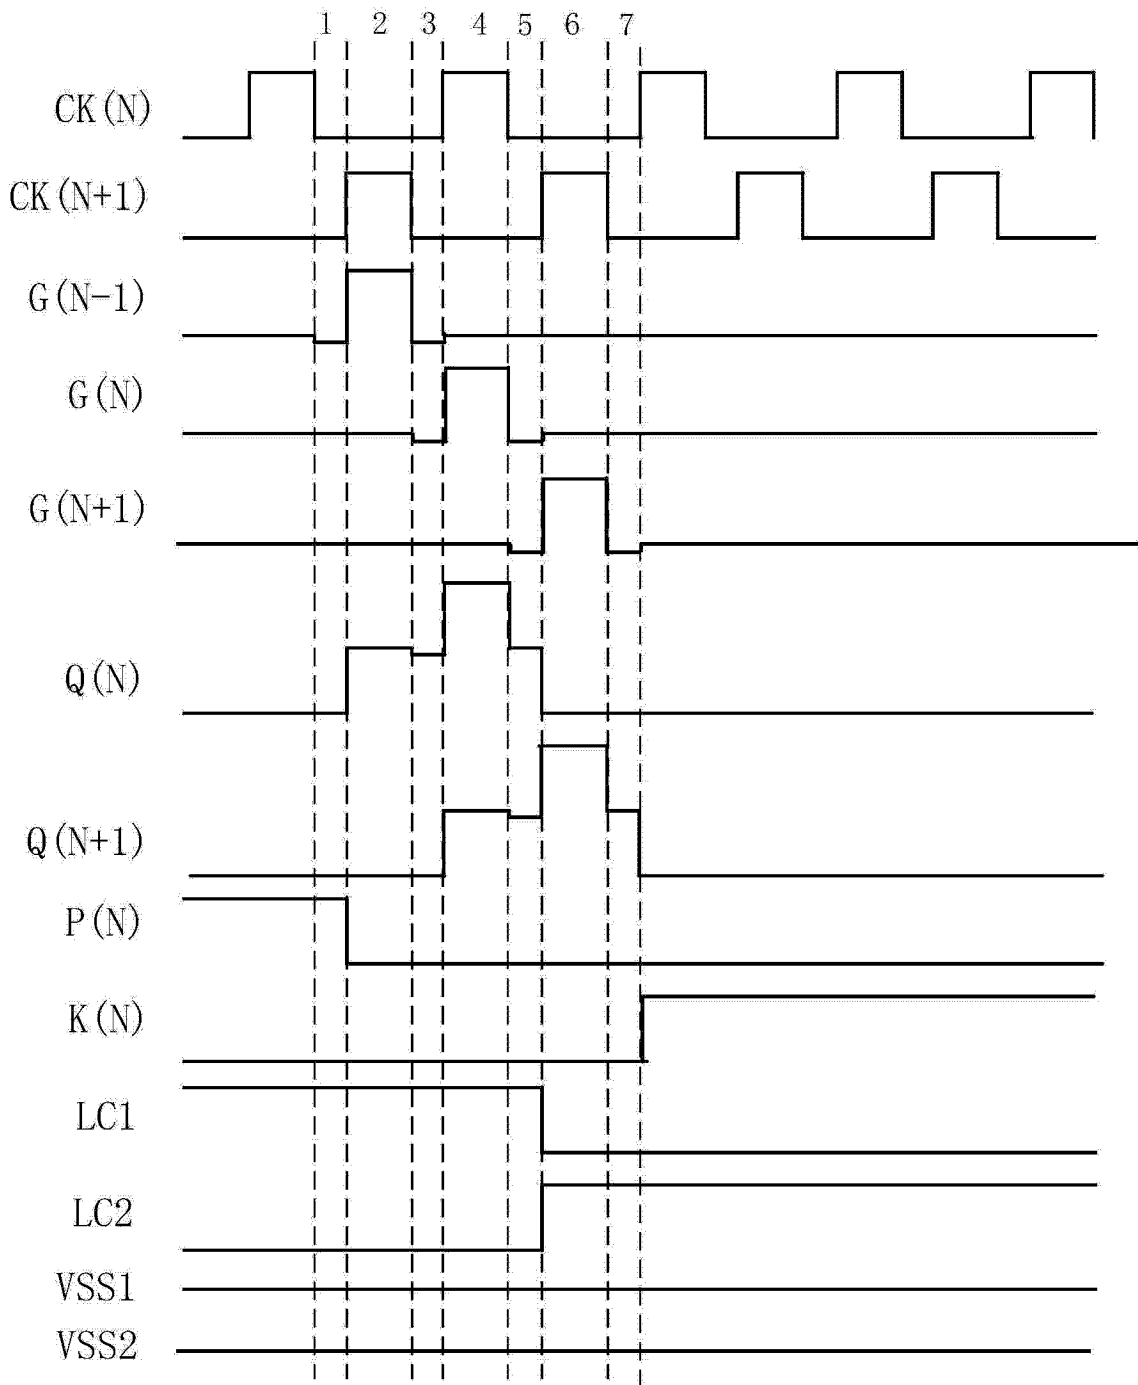 1 2 3 4 5 6 7
CK(N)
CK(N+1)
G(N-1)
G(N)
G(N+1)
Q(N)
Q(N+1)
P(N)
K(N)
LC1
LC2
VSS1
VSS2